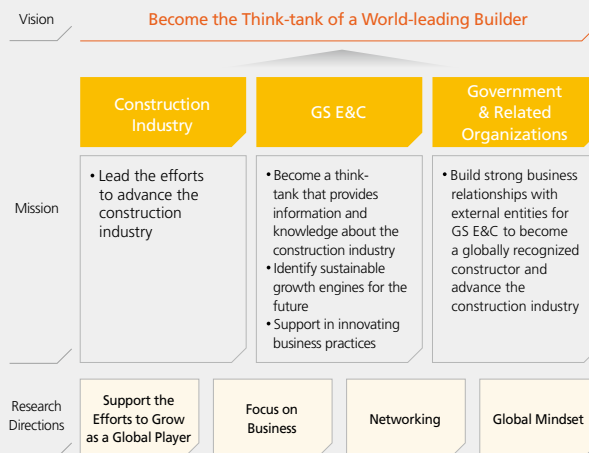 Vision
Become the Think-tank of a World-leading Builder
Construction
Industry
GS E&C
Government
& Related
Organizations
Mission
• Lead the efforts
to advance the
construction
industry
• Become a think-
tank that provides
information and
knowledge about the
construction industry
• Identify sustainable
growth engines for the
future
• Support in innovating
business practices
• Build strong business
relationships with
external entities for
GS E&C to become
a globally recognized
constructor and
advance the
construction industry
Research
Directions
Support the
Efforts to Grow
as a Global Player
Focus on
Business
Networking
Global Mindset